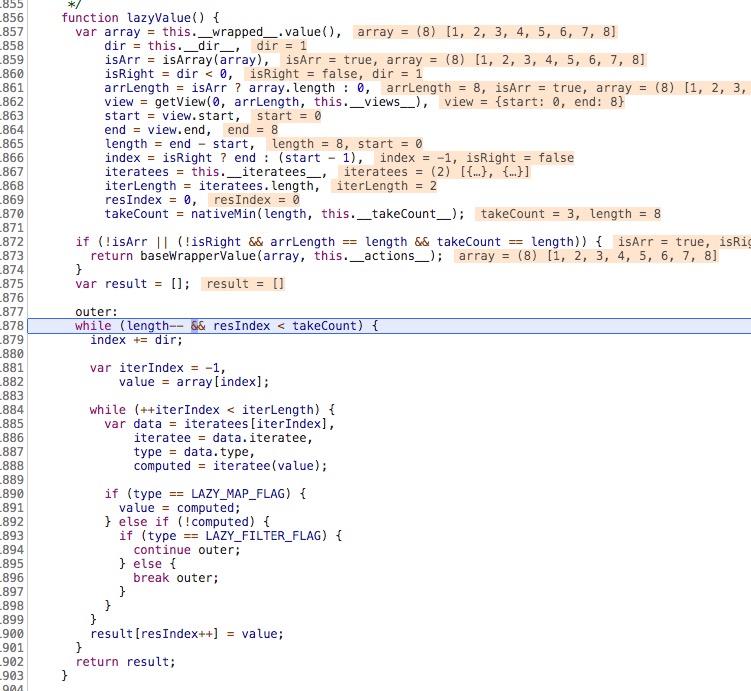 855 */
856 function lazyValue() {
857 var array = this.__wrapped__.value(), array = (8) [1, 2, 3, 4, 5, 6, 7, 8]
858 dir = this.__dir__, dir = 1
859 isArr = isArray(array), isArr = true, array = (8) [1, 2, 3, 4, 5, 6, 7, 8]
860 isRight = dir < 0, isRight = false, dir = 1
861 arrLength = isArr ? array.length : 0, arrLength = 8, isArr = true, array = (8) [1, 2, 3,
862 view = getView(0, arrLength, this.__views__), view = {start: 0, end: 8}
863 start = view.start, start = 0
864 end = view.end, end = 8
865 length = end - start, length = 8, start = 0
866 index = isRight ? end : (start - 1), index = -1, isRight = false
867 iteratees = this.__iteratees__, iteratees = (2) [{…}, {…}]
868 iterLength = iteratees.length, iterLength = 2
869 resIndex = 0, resIndex = 0
870 takeCount = nativeMin(length, this.__takeCount__); takeCount = 3, length = 8
871
872 if (!isArr || (!isRight && arrLength == length && takeCount == length)) { isArr = true, isRig
873 return baseWrapperValue(array, this.__actions__); array = (8) [1, 2, 3, 4, 5, 6, 7, 8]
874 }
875 var result = []; result = []
876
877 outer:
878 while (length-- && resIndex < takeCount) {
879 index += dir;
880
881 var iterIndex = -1,
882 value = array[index];
883
884 while (++iterIndex < iterLength) {
885 var data = iteratees[iterIndex],
886 iteratee = data.iteratee,
887 type = data.type,
888 computed = iteratee(value);
889
890 if (type == LAZY_MAP_FLAG) {
891 value = computed;
892 } else if (!computed) {
893 if (type == LAZY_FILTER_FLAG) {
894 continue outer;
895 } else {
896 break outer;
897 }
898 }
899 }
900 result[resIndex++] = value;
901 }
902 return result;
903 }
904